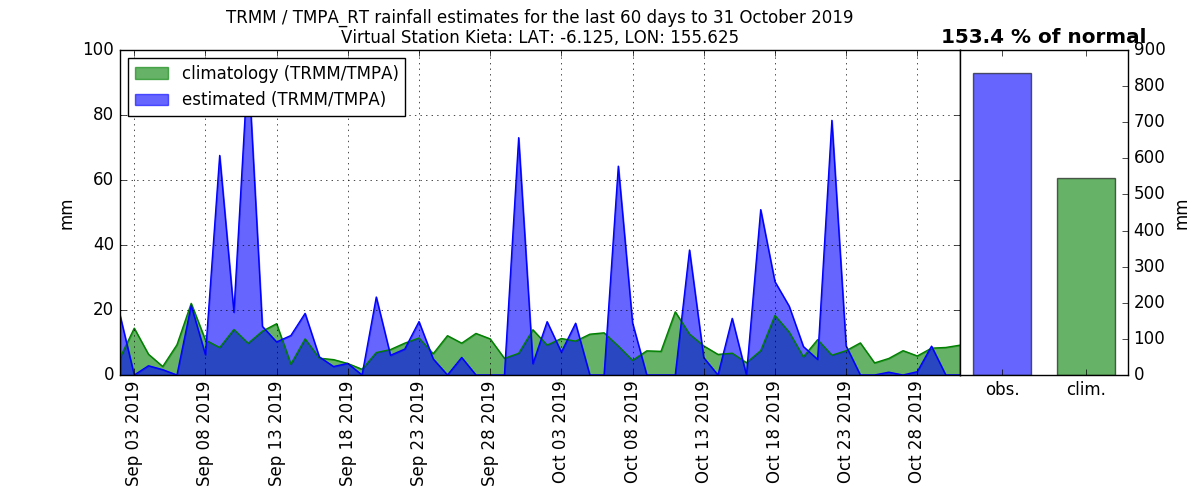 TRMM / TMPA_RT rainfall estimates for the last 60 days to 31 October 2019
Virtual Station Kieta: LAT: -6.125, LON: 155.625
153.4 % of normal
climatology (TRMM/TMPA)
estimated (TRMM/TMPA)
100
80
60
40
20
0
mm
Sep 03 2019
Sep 08 2019
Sep 13 2019
Sep 18 2019
Sep 23 2019
Sep 28 2019
Oct 03 2019
Oct 08 2019
Oct 13 2019
Oct 18 2019
Oct 23 2019
Oct 28 2019
900
800
700
600
500
400
300
200
100
0
mm
obs.
clim.